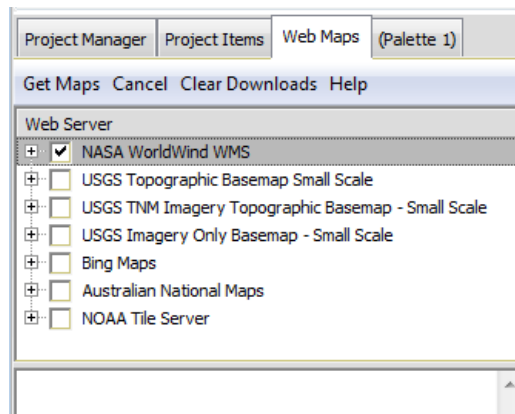 Project Manager Project Items Web Maps (Palette 1)
Get Maps Cancel Clear Downloads Help
Web Server
NASA WorldWind WMS
USGS Topographic Basemap Small Scale
USGS TNM Imagery Topographic Basemap - Small Scale
USGS Imagery Only Basemap - Small Scale
Bing Maps
Australian National Maps
NOAA Tile Server